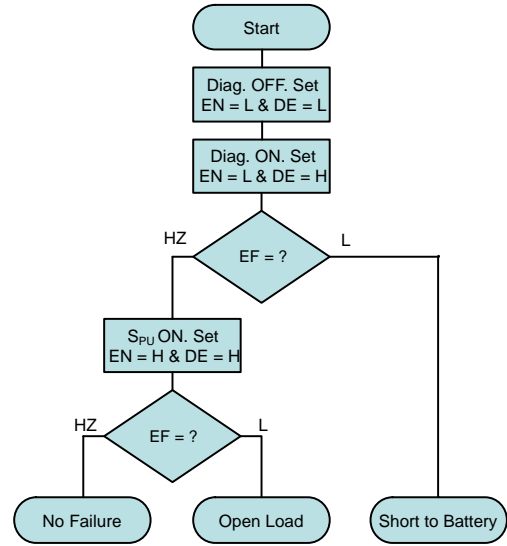 Start
Diag. OFF. Set
EN = L & DE = L
Diag. ON. Set
EN = L & DE = H
HZ
EF = ?
L
SPU ON. Set
EN = H & DE = H
HZ
EF = ?
L
No Failure
Open Load
Short to Battery